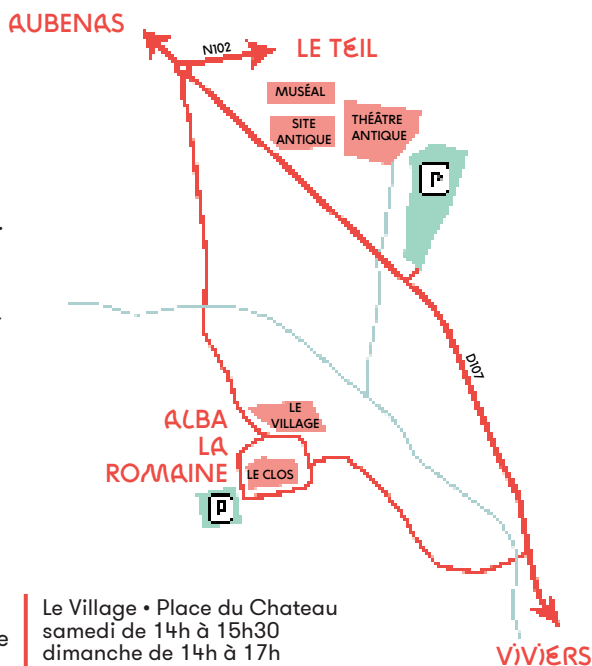 AUBENAS
N102
LE TEIL
MUSÉAL
SITE
ANTIQUE
THÉÂTRE
ANTIQUE
P
D107
LE
VILLAGE
ALBA
LA
ROMAINE
LE CLOS
P
Le Village • Place du Chateau
samedi de 14h à 15h30
dimanche de 14h à 17h
VIVIERS